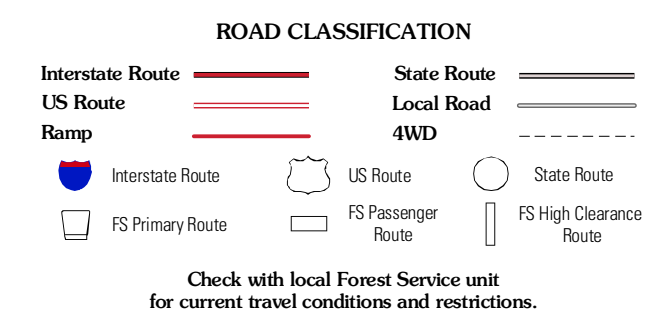 ROAD CLASSIFICATION
Interstate Route
State Route
US Route
Local Road
Ramp
4WD
Interstate Route
US Route
State Route
FS Primary Route
FS Passenger
Route
FS High Clearance
Route
Check with local Forest Service unit
for current travel conditions and restrictions.